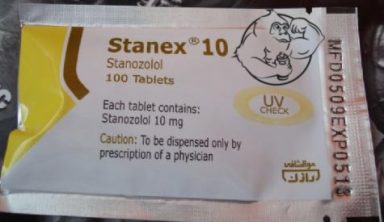 Stanex® 10
Stanozolol
100 Tablets
Each tablet contains:
Stanozolol 10 mg
Caution: To be dispensed only by
prescription of a physician
UV
CHECK
MFD0509EXP0513